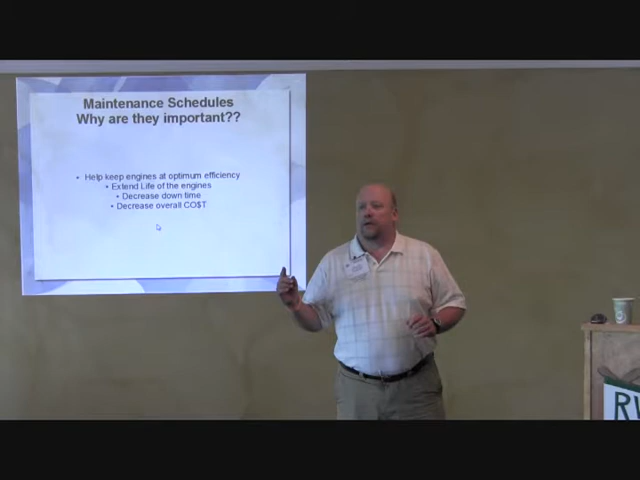 Maintenance Schedules
Why are they important??
• Help keep engines at optimum efficiency
• Extend Life of the engines
• Decrease down time
• Decrease overall CO$T